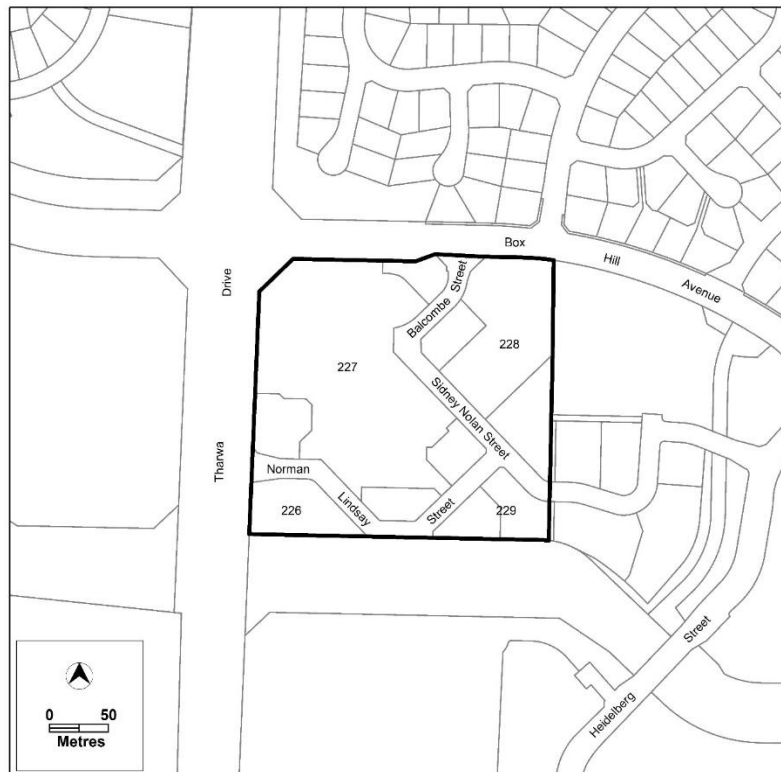 Box
Hill
Avenue
Drive
Balcombe
Street
228
227
Sidney Nolan Street
Tharwa
Norman
Lindsay
Street
226
229
Street
Heidelberg
0 50
Metres